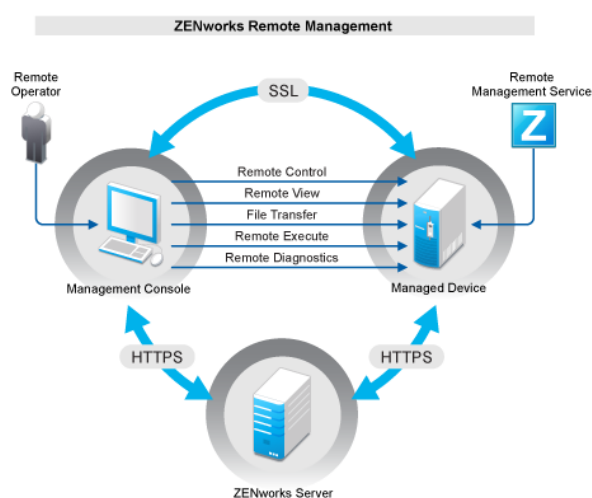 ZENworks Remote Management
Remote
Operator
SSL
Remote
Management Service
Z
Remote Control
Remote View
File Transfer
Remote Execute
Remote Diagnostics
Management Console
Managed Device
HTTPS
HTTPS
ZENworks Server